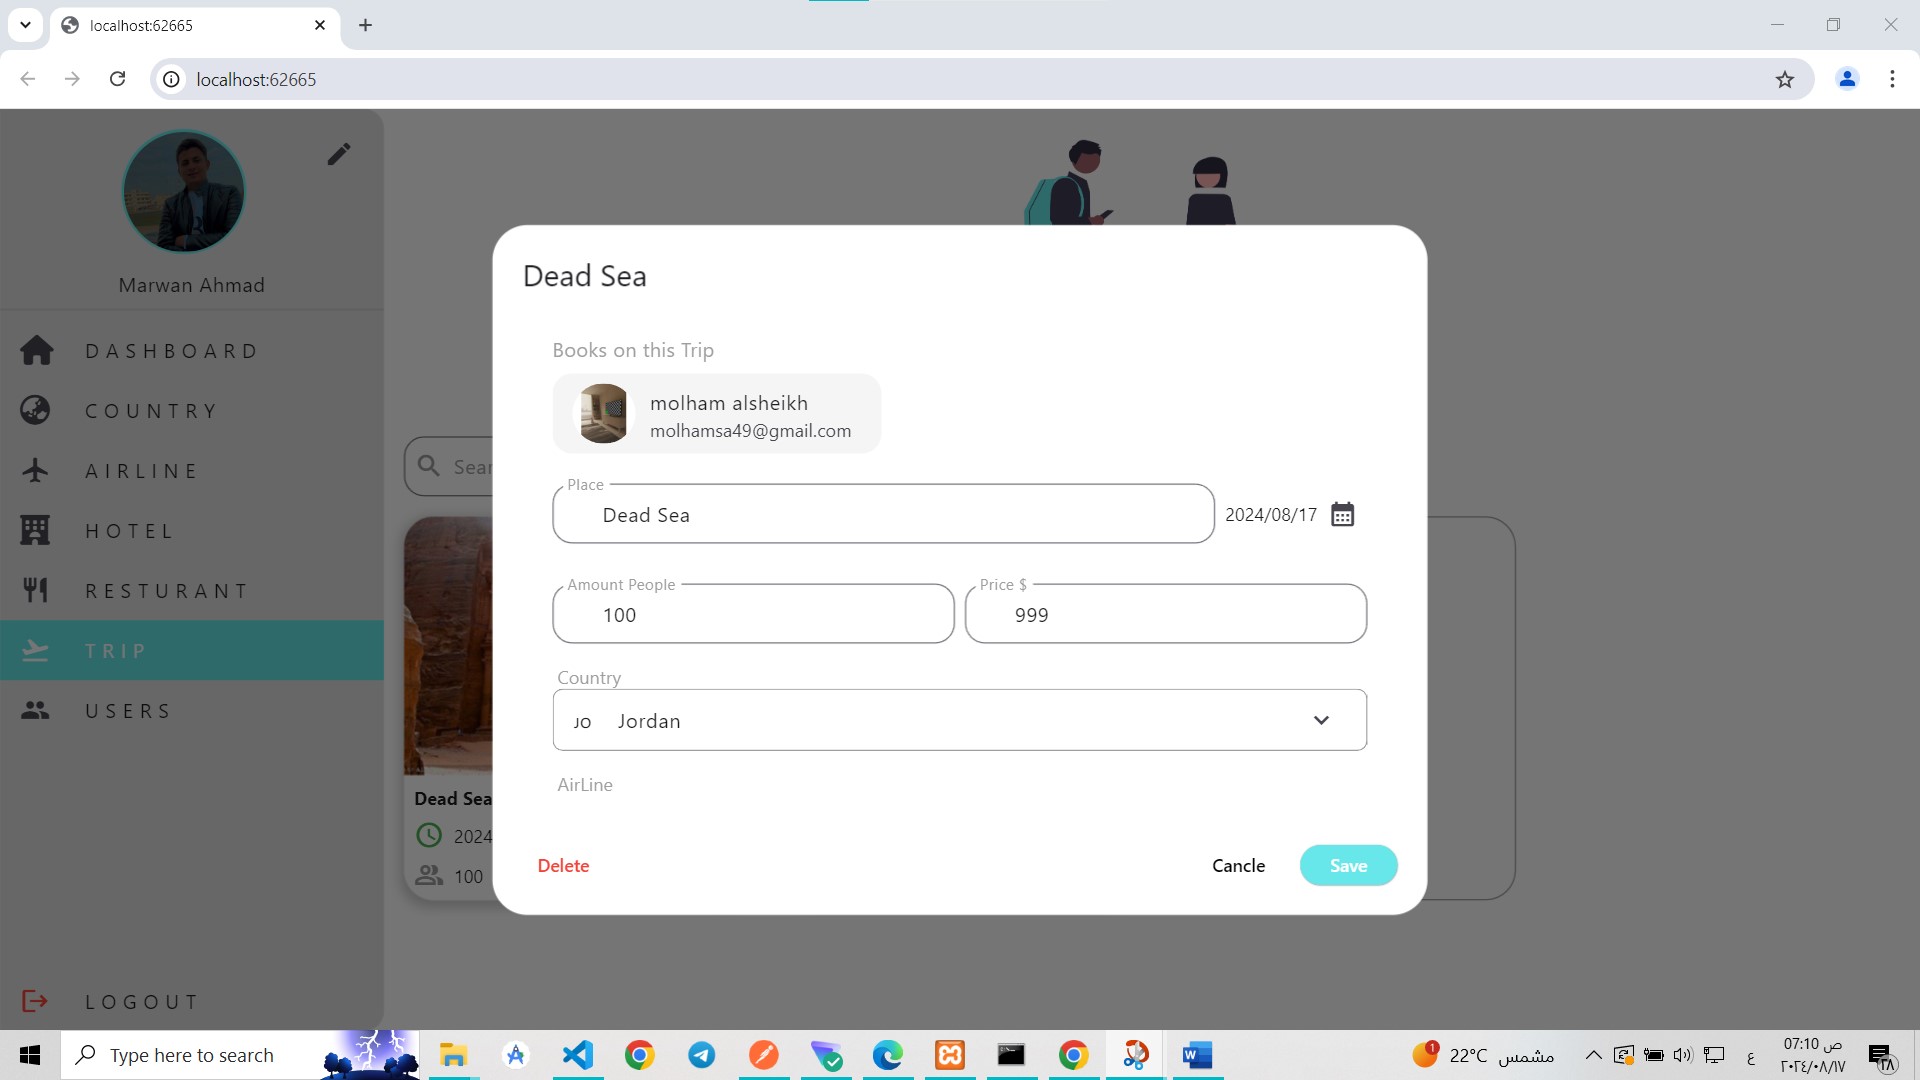 localhost:62665
localhost:62665
Marwan Ahmad
DASHBOARD
COUNTRY
AIRLINE
HOTEL
RESTURANT
TRIP
USERS
LOGOUT
Dead Sea
2024
100
Dead Sea
Books on this Trip
molham alsheikh
molhamsa49@gmail.com
Place
Dead Sea
2024/08/17
Amount People
100
Price $
999
Country
JO Jordan
AirLine
Delete
Cancle
Save
Type here to search
1
22°C مشمس
ع
07:10 ص
٢٠٢٤/٠٨/١٧
٢٨